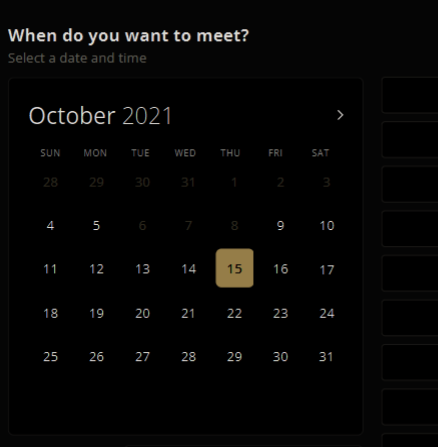 When do you want to meet?
Select a date and time
October 2021 >
SUN MON TUE WED THU FRI SAT
28 29 30 31 1 2 3
4 5 6 7 8 9 10
11 12 13 14 15 16 17
18 19 20 21 22 23 24
25 26 27 28 29 30 31